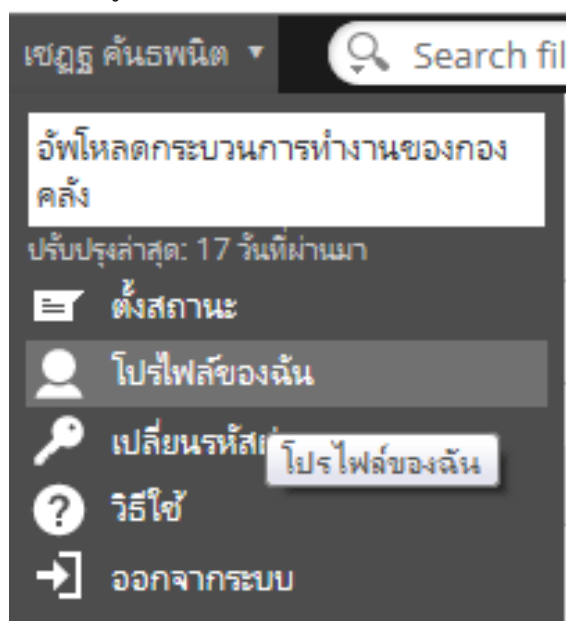 เชฎฐ คันธพนิต
Search fil
อัพโหลดกระบวนการทำงานของกอง
คลัง
ปรับปรุงล่าสุด: 17 วันที่ผ่านมา
ตั้งสถานะ
โปรไฟล์ของฉัน
เปลี่ยนรหัส
โปรไฟล์ของฉัน
วิธีใช้
ออกจากระบบ